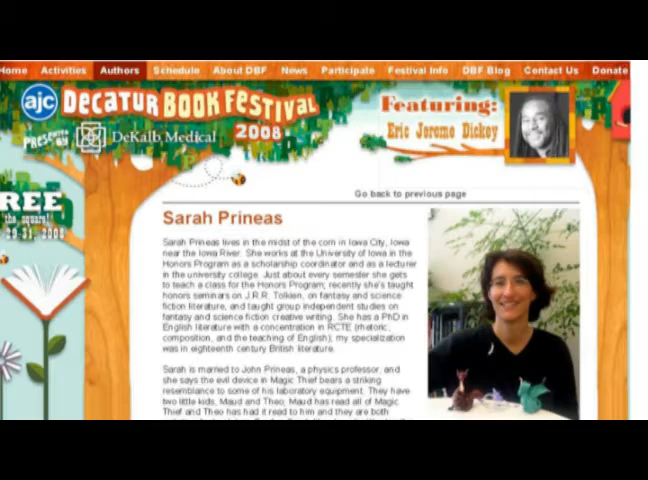 Home Activities Authors Schedule About DBF News Participate Festival Info DBF Blog Contact Us Donate
ajc DECATUR BOOK FESTIVAL
2008
PRESENTED BY DeKalb Medical
Featuring:
Eric Jerome Dickey
REE
the square!
29-31, 2008
Go back to previous page
Sarah Prineas
Sarah Prineas lives in the midst of the corn in Iowa City, Iowa
near the Iowa River. She works at the University of Iowa in the
Honors Program as a scholarship coordinator and as a lecturer
in the university college. Just about every semester she gets
to teach a class for the Honors Program; recently she's taught
honors seminars on J.R.R. Tolkien, on fantasy and science
fiction literature, and taught group independent studies on
fantasy and science fiction creative writing. She has a PhD in
English literature with a concentration in RCTE (rhetoric,
composition, and the teaching of English); my specialization
was in eighteenth century British literature.
Sarah is married to John Prineas, a physics professor, and
she says the evil device in Magic Thief bears a striking
resemblance to some of his laboratory equipment. They have
two little kids, Maud and Theo; Maud has read all of Magic
Thief and Theo has had it read to him and they are both